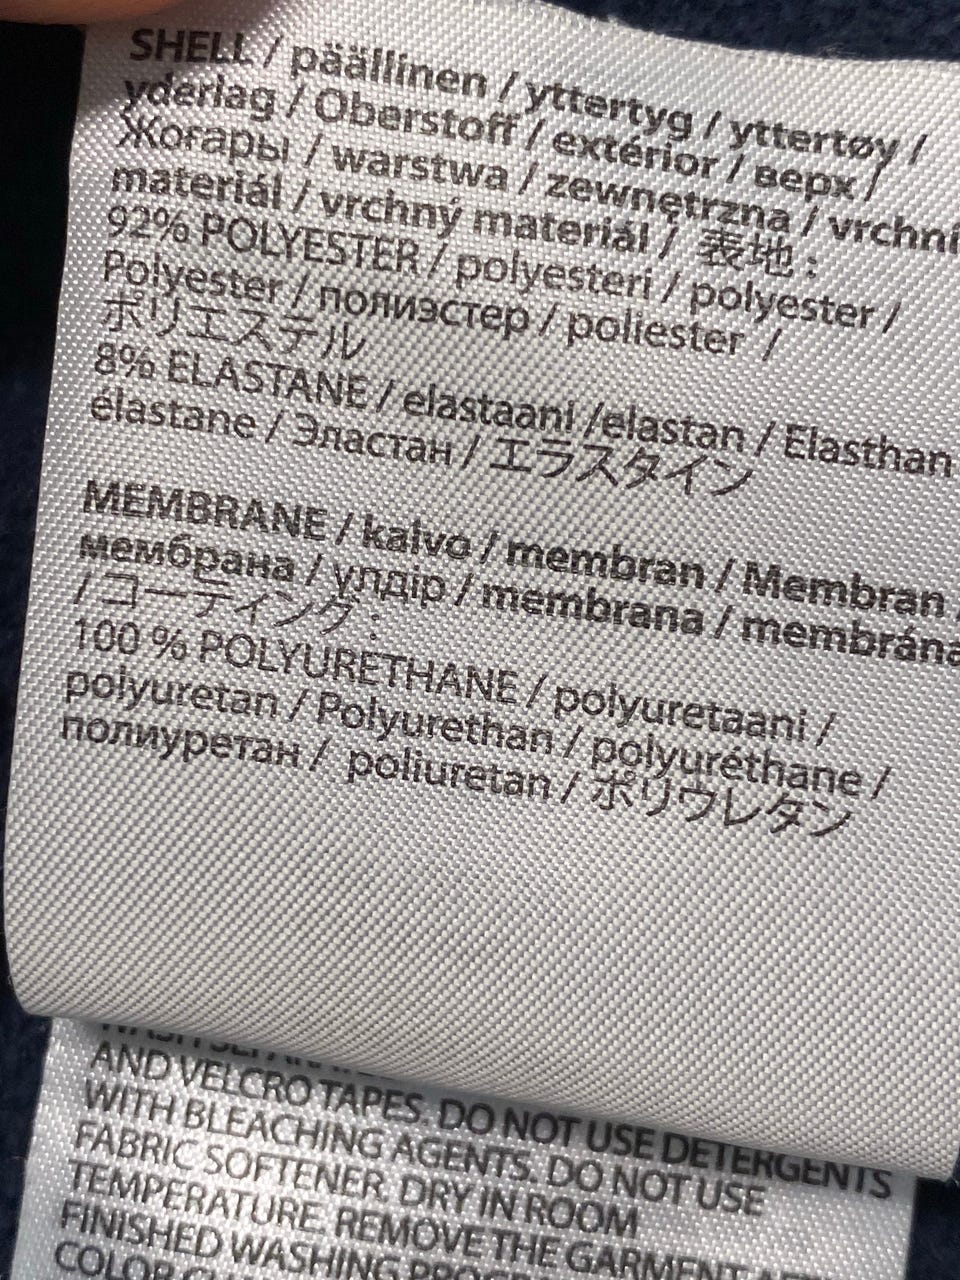 SHELL / päällinen / yttertyg / yttertøy /
yderlag / Oberstoff / extérior / верх /
Жоғары / warstwa / zewnętrzna / vrchní
materiál / vrchný materiál / 表地 :
92% POLYESTER / polyesteri / polyester /
Polyester / полиэстер / poliester /
ポリエステル
8% ELASTANE / elastaani /elastan / Elasthan
élastane / Эластан / エラスタイン
MEMBRANE / kalvo / membran / Membran /
мембрана / үлдір / membrana / membrána
/ コーティング :
100 % POLYURETHANE / polyuretaani /
polyuretan / Polyurethan / polyuréthane /
полиуретан / poliuretan / ポリウレタン
AND VELCRO TAPES. DO NOT USE DETERGENTS
WITH BLEACHING AGENTS. DO NOT USE
FABRIC SOFTENER. DRY IN ROOM
TEMPERATURE. REMOVE THE GARMENT
FINISHED WASHING
COLOR